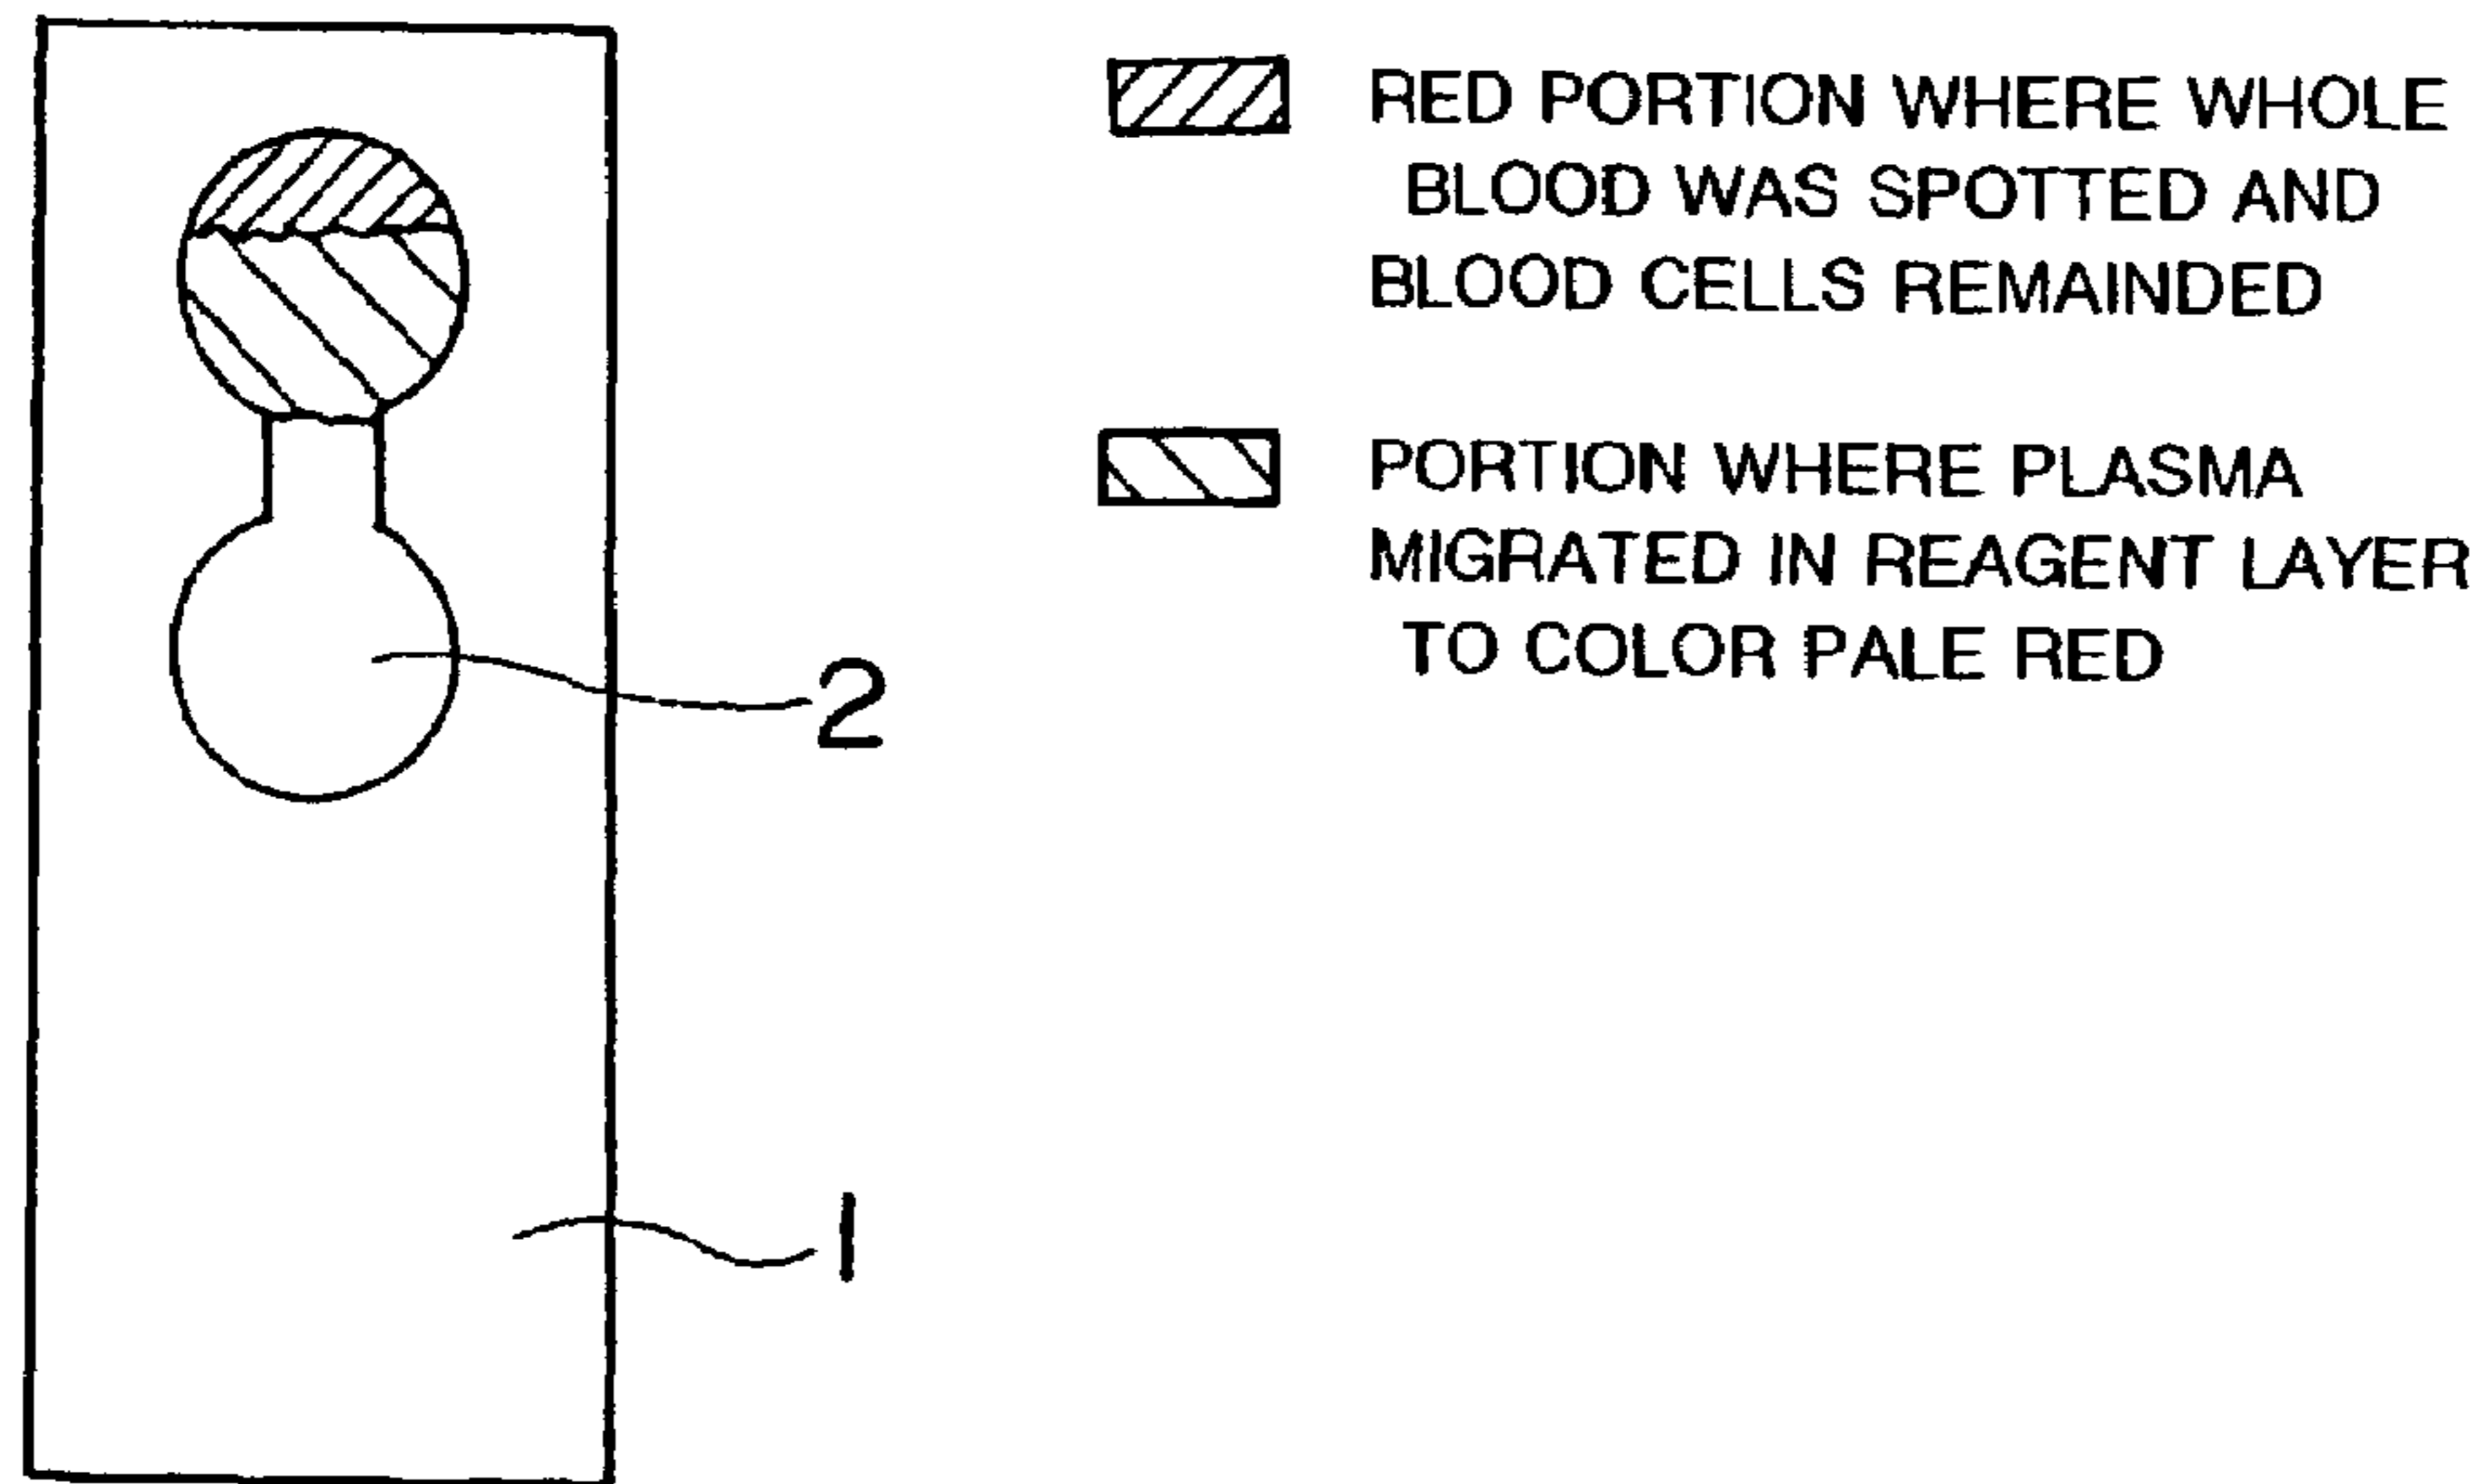 RED PORTION WHERE WHOLE
BLOOD WAS SPOTTED AND
BLOOD CELLS REMAINDED
PORTION WHERE PLASMA
MIGRATED IN REAGENT LAYER
TO COLOR PALE RED
2
1